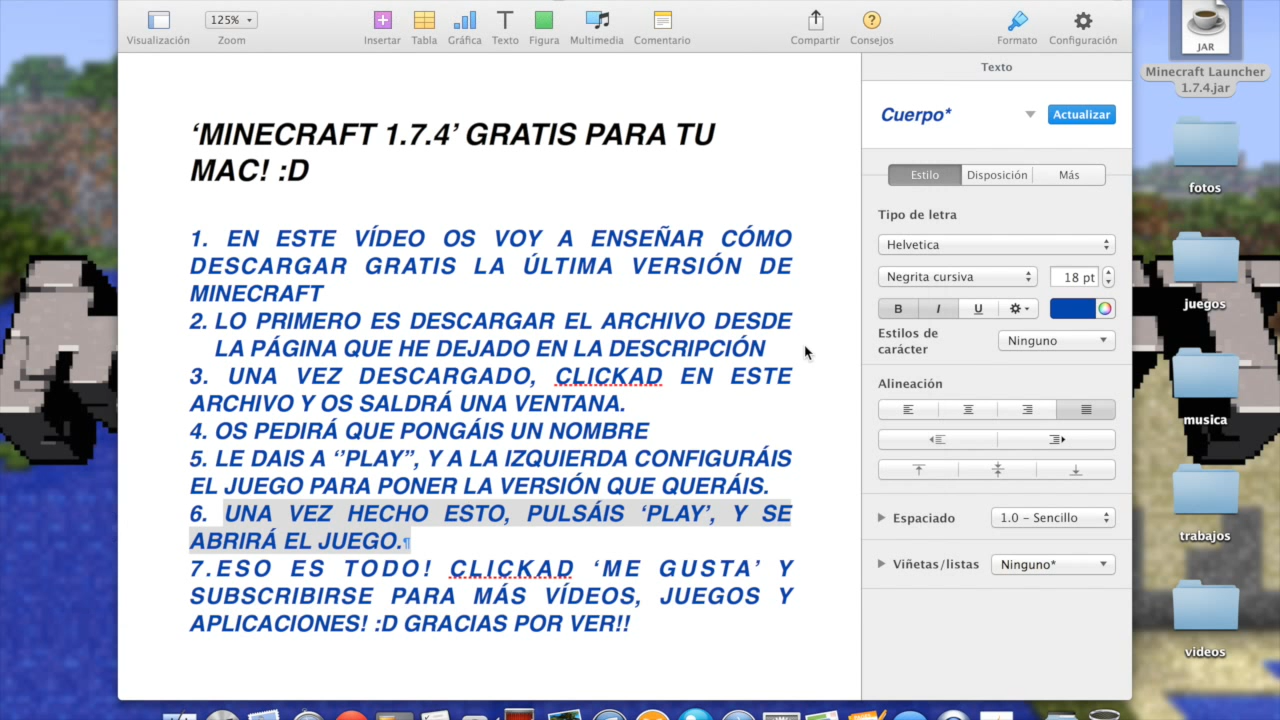 125%
Visualización
Zoom
Insertar
Tabla
Gráfica
Texto
Figura
Multimedia
Comentario
Compartir
Consejos
Formato
Configuración
JAR
Minecraft Launcher
1.7.4.jar
Texto
Cuerpo*
Actualizar
Estilo
Disposición
Más
Tipo de letra
Helvetica
Negrita cursiva
18 pt
B
I
U
Estilos de
carácter
Ninguno
Alineación
Espaciado
1.0 - Sencillo
Viñetas/listas
Ninguno*
‘MINECRAFT 1.7.4’ GRATIS PARA TU
MAC! :D
1. EN ESTE VÍDEO OS VOY A ENSEÑAR CÓMO
DESCARGAR GRATIS LA ÚLTIMA VERSIÓN DE
MINECRAFT
2. LO PRIMERO ES DESCARGAR EL ARCHIVO DESDE
LA PÁGINA QUE HE DEJADO EN LA DESCRIPCIÓN
3. UNA VEZ DESCARGADO, CLICKAD EN ESTE
ARCHIVO Y OS SALDRÁ UNA VENTANA.
4. OS PEDIRÁ QUE PONGÁIS UN NOMBRE
5. LE DAIS A ‘’PLAY”, Y A LA IZQUIERDA CONFIGURÁIS
EL JUEGO PARA PONER LA VERSIÓN QUE QUERÁIS.
6. UNA VEZ HECHO ESTO, PULSÁIS ‘PLAY’, Y SE
ABRIRÁ EL JUEGO.¶
7.ESO ES TODO! CLICKAD ‘ME GUSTA’ Y
SUBSCRIBIRSE PARA MÁS VÍDEOS, JUEGOS Y
APLICACIONES! :D GRACIAS POR VER!!
fotos
juegos
musica
trabajos
videos